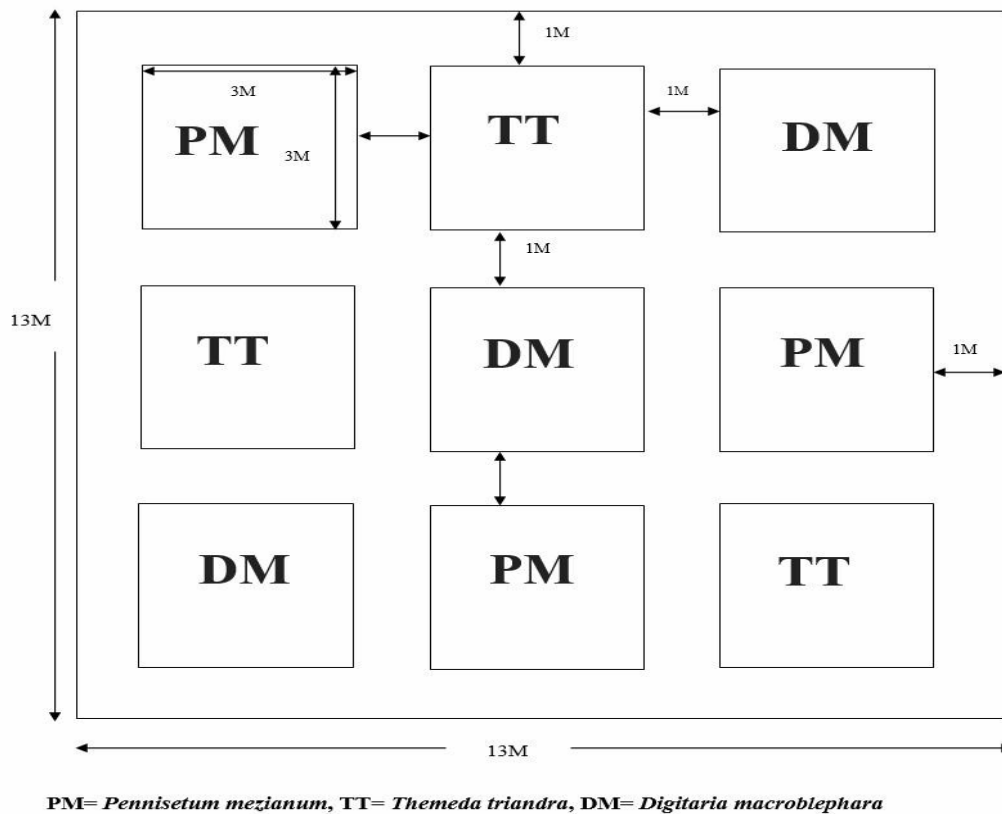 1M
3M
1M
PM
TT
DM
3M
1M
13M
TT
DM
PM
1M
DM
PM
TT
13M
PM= Pennisetum mezianum, TT= Themeda triandra, DM= Digitaria macroblephara